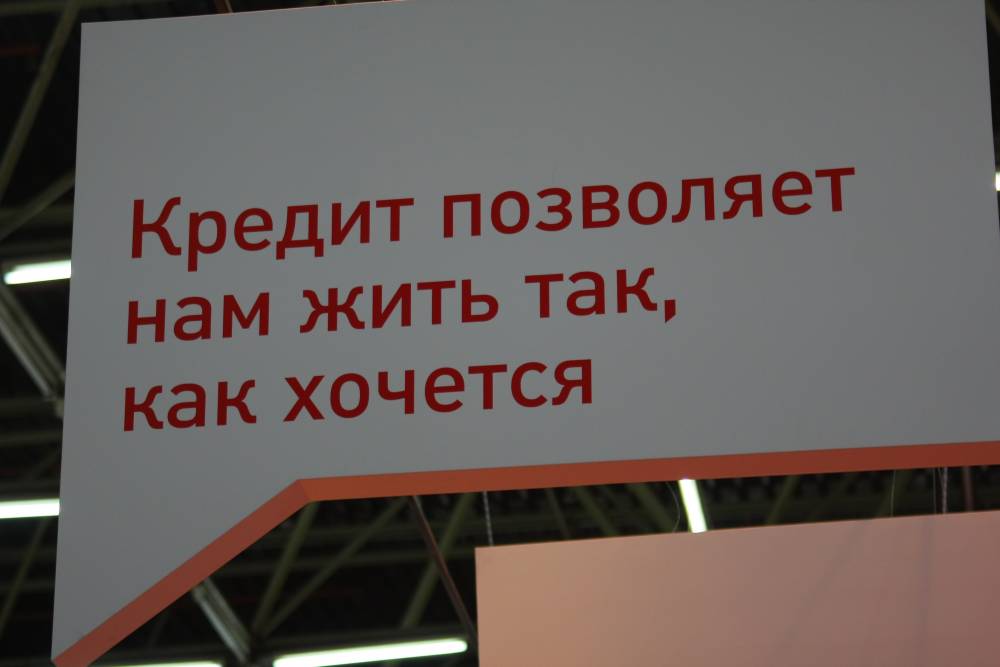 Кредит позволяет
нам жить так,
как хочется